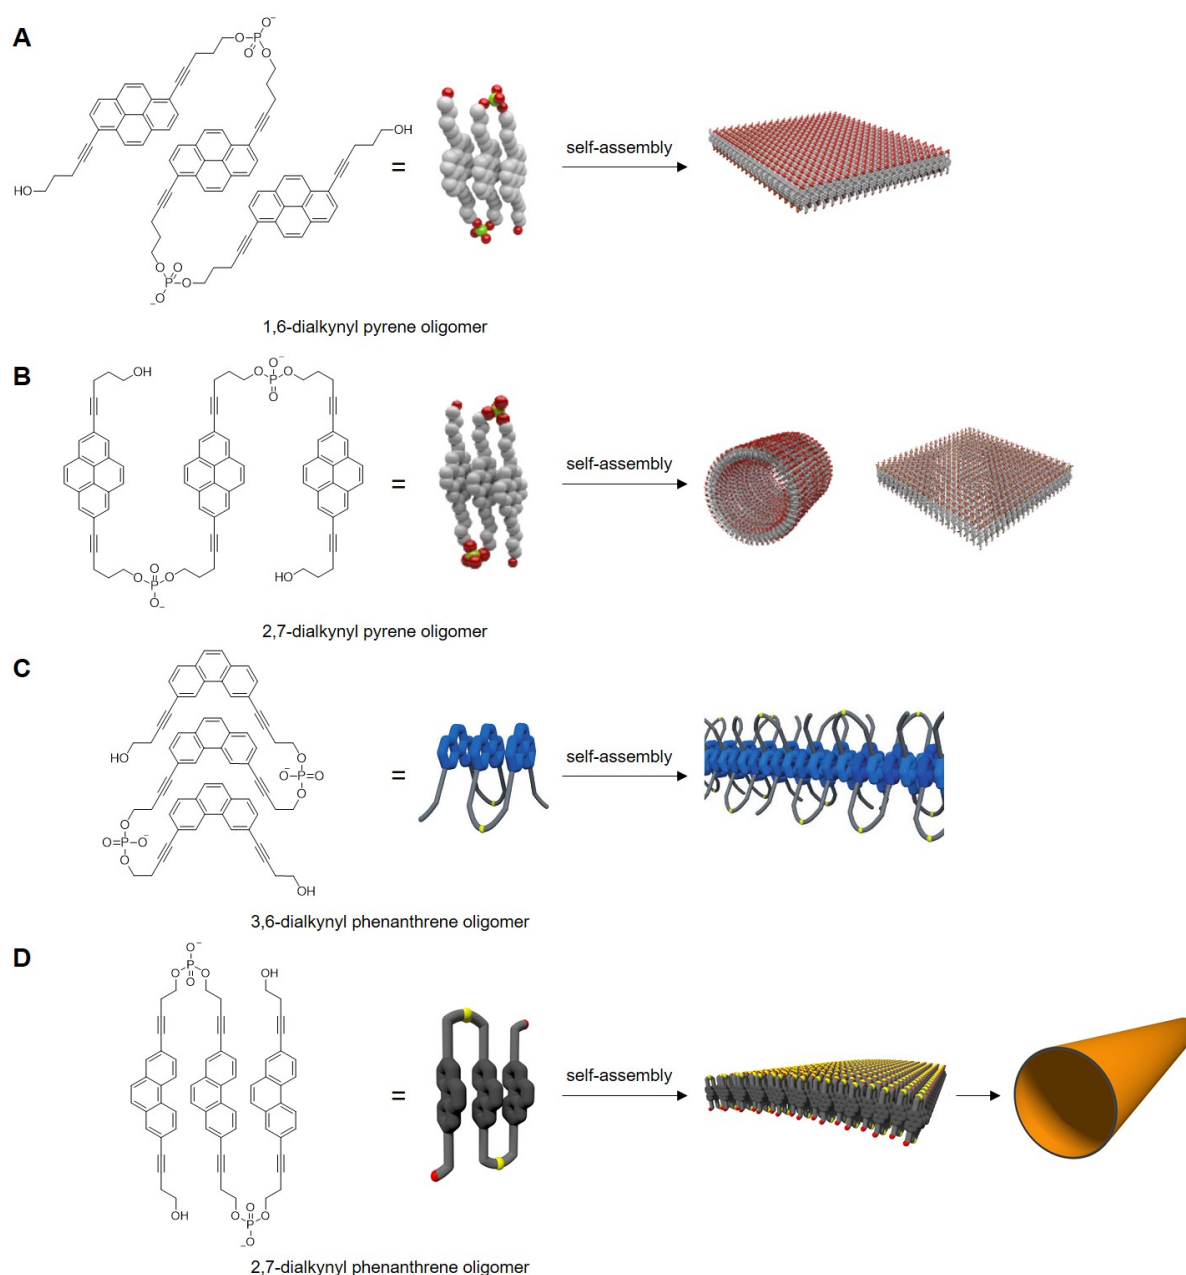 A
O⁻
O
P
O
O
OH
HO
=
self-assembly
O
O
P
O
⁻O
1,6-dialkynyl pyrene oligomer
B
O⁻
OH
O
P
O
O
=
self-assembly
O
HO
O
P
O
O⁻
2,7-dialkynyl pyrene oligomer
C
HO
O
O⁻
P
=
O
O
=
self-assembly
O
O=P
O⁻
O
OH
3,6-dialkynyl phenanthrene oligomer
D
O⁻
P
O
O
O
OH
=
self-assembly
OH
O
O
P
O
O⁻
2,7-dialkynyl phenanthrene oligomer